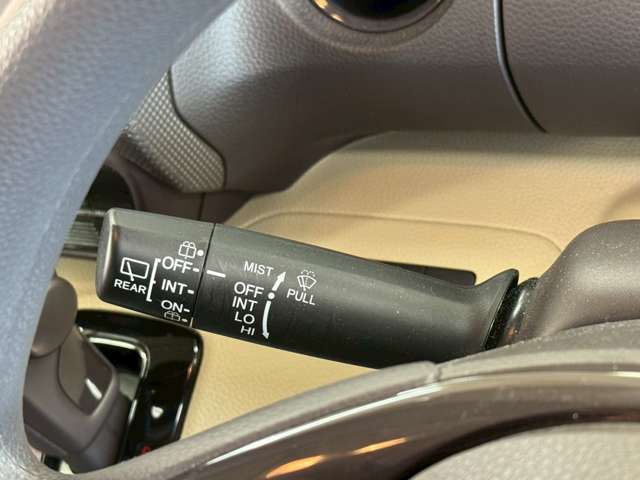 OFF
INT
ON
REAR
MIST
OFF
INT
LO
HI
PULL